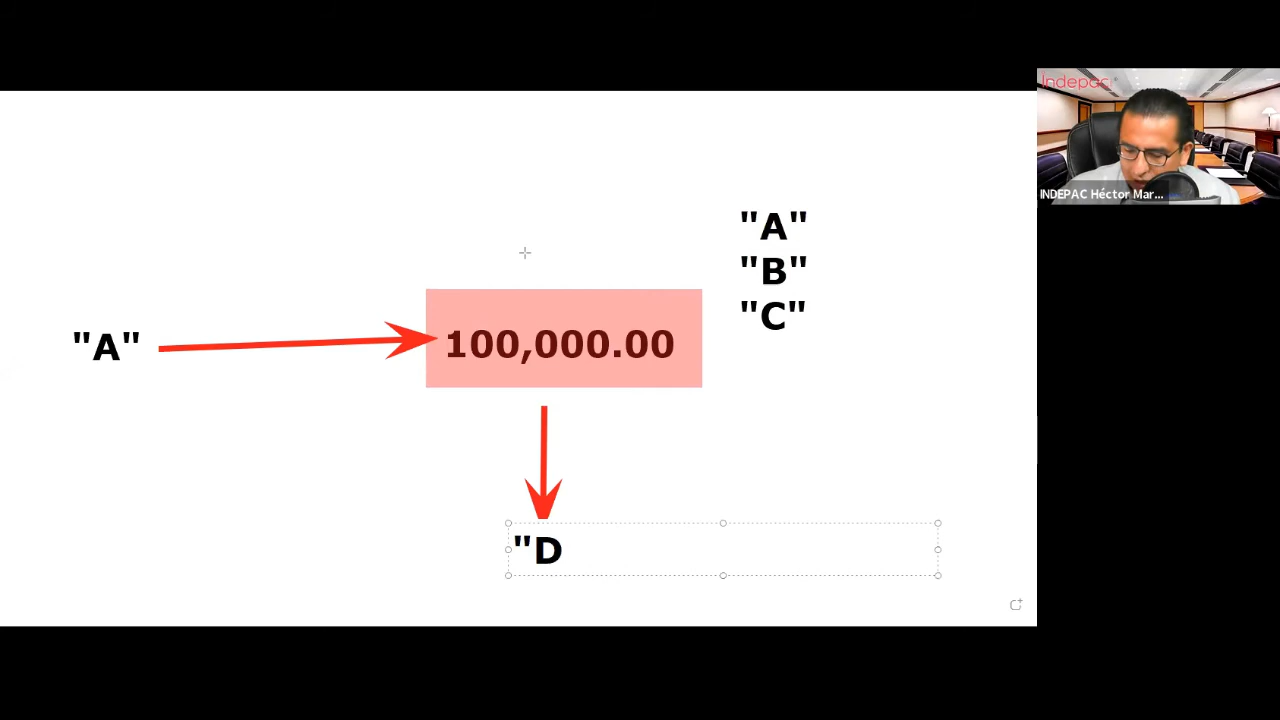 Indepac
INDEPAC Héctor Mar...
"A"
"B"
"C"
"A"
100,000.00
"D